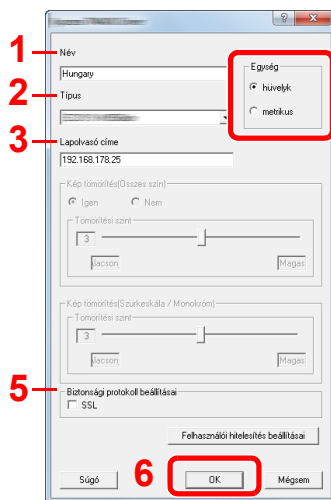 1
Név
Hungary
2
Típus
3
Lapolvasó címe
192.168.178.25
Egység
hüvelyk
metrikus
Kép tömörítés(Összes szín)
Igen Nem
Tömörítési szint
3
Magas
Kép tömörítés(Szürkeskála / Monokróm)
Tömörítési szint
3
Magas
5
Biztonsági protokoll beállításai
SSL
Felhasználói hitelesítés beállításai
6
Súgó OK Mégsem